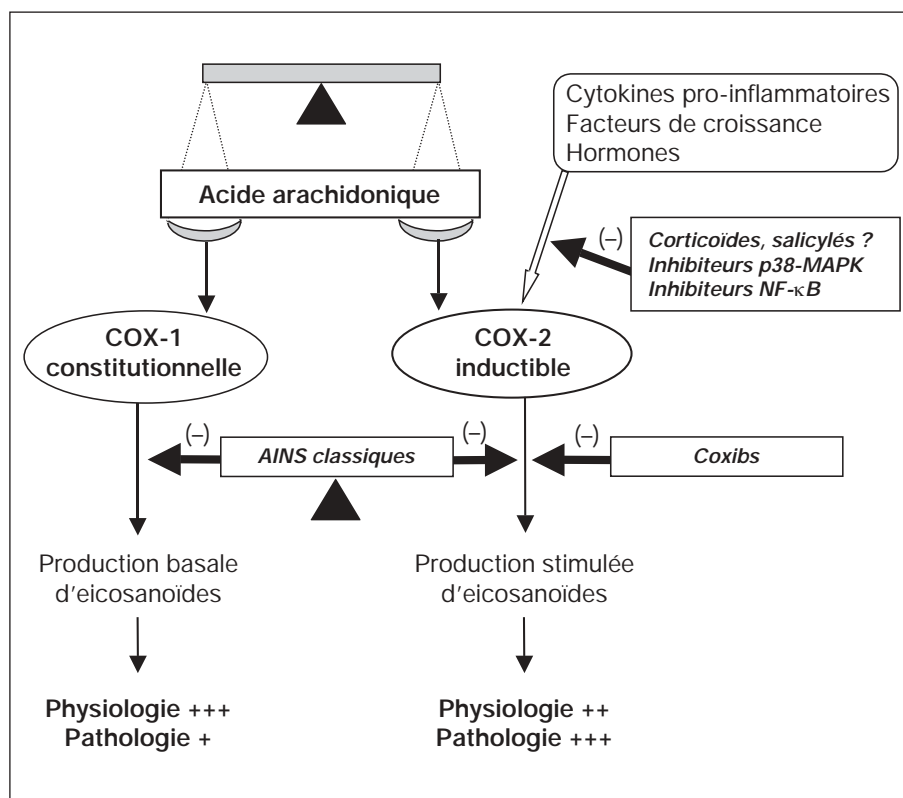 Cytokines pro-inflammatoires
Facteurs de croissance
Hormones
Acide arachidonique
(–)
Corticoïdes, salicylés ?
Inhibiteurs p38-MAPK
Inhibiteurs NF-κB
COX-1
constitutionnelle
COX-2
inductible
(–)
AINS classiques
(–)
(–)
Coxibs
Production basale
d'eicosanoïdes
Production stimulée
d'eicosanoïdes
Physiologie +++
Pathologie +
Physiologie ++
Pathologie +++